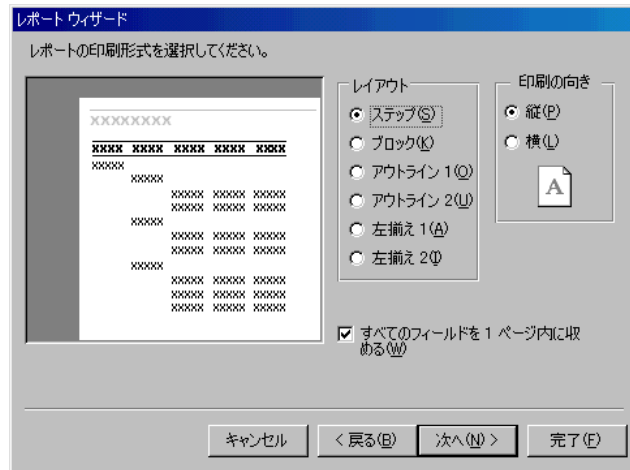 レポート ウィザード
レポートの印刷形式を選択してください。
XXXXXXXX
XXXX XXXX XXXX XXXX XXXX
XXXXX
XXXXX
XXXXX XXXXX XXXXX
XXXXX XXXXX XXXXX
XXXXX
XXXXX XXXXX XXXXX
XXXXX XXXXX XXXXX
XXXXX
XXXXX XXXXX XXXXX
XXXXX XXXXX XXXXX
XXXXX XXXXX XXXXX
レイアウト
ステップ(S)
ブロック(K)
アウトライン 1(O)
アウトライン 2(U)
左揃え 1(A)
左揃え 2(I)
印刷の向き
縦(P)
横(L)
A
すべてのフィールドを 1 ページ内に収
める(W)
キャンセル
< 戻る(B)
次へ(N) >
完了(F)